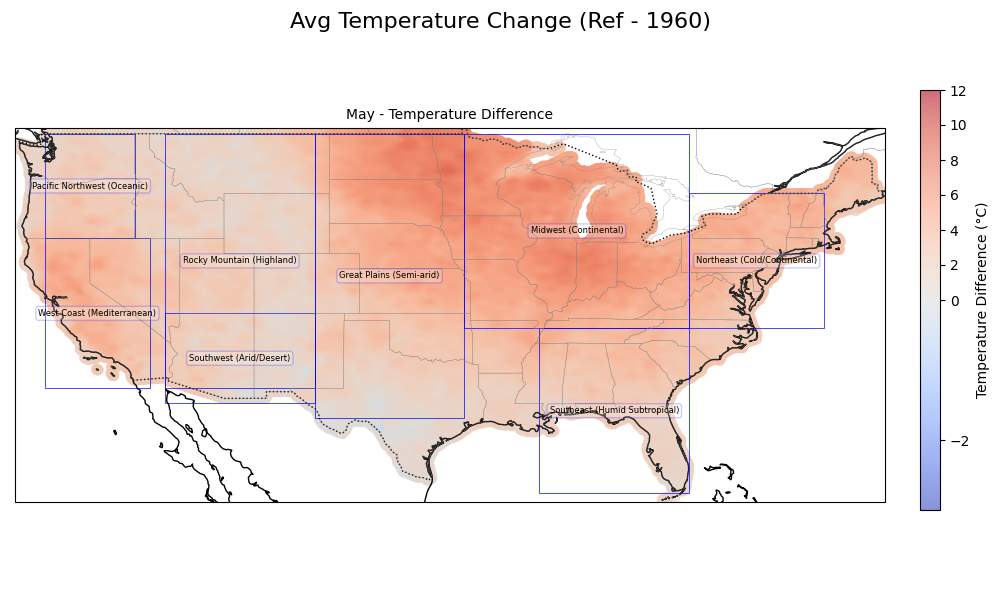 Avg Temperature Change (Ref - 1960)
May - Temperature Difference
Pacific Northwest (Oceanic)
Midwest (Continental)
Rocky Mountain (Highland)
Northeast (Cold/Continental)
Great Plains (Semi-arid)
West Coast (Mediterranean)
Southwest (Arid/Desert)
Southeast (Humid Subtropical)
12
10
8
6
4
2
0
−2
Temperature Difference (°C)